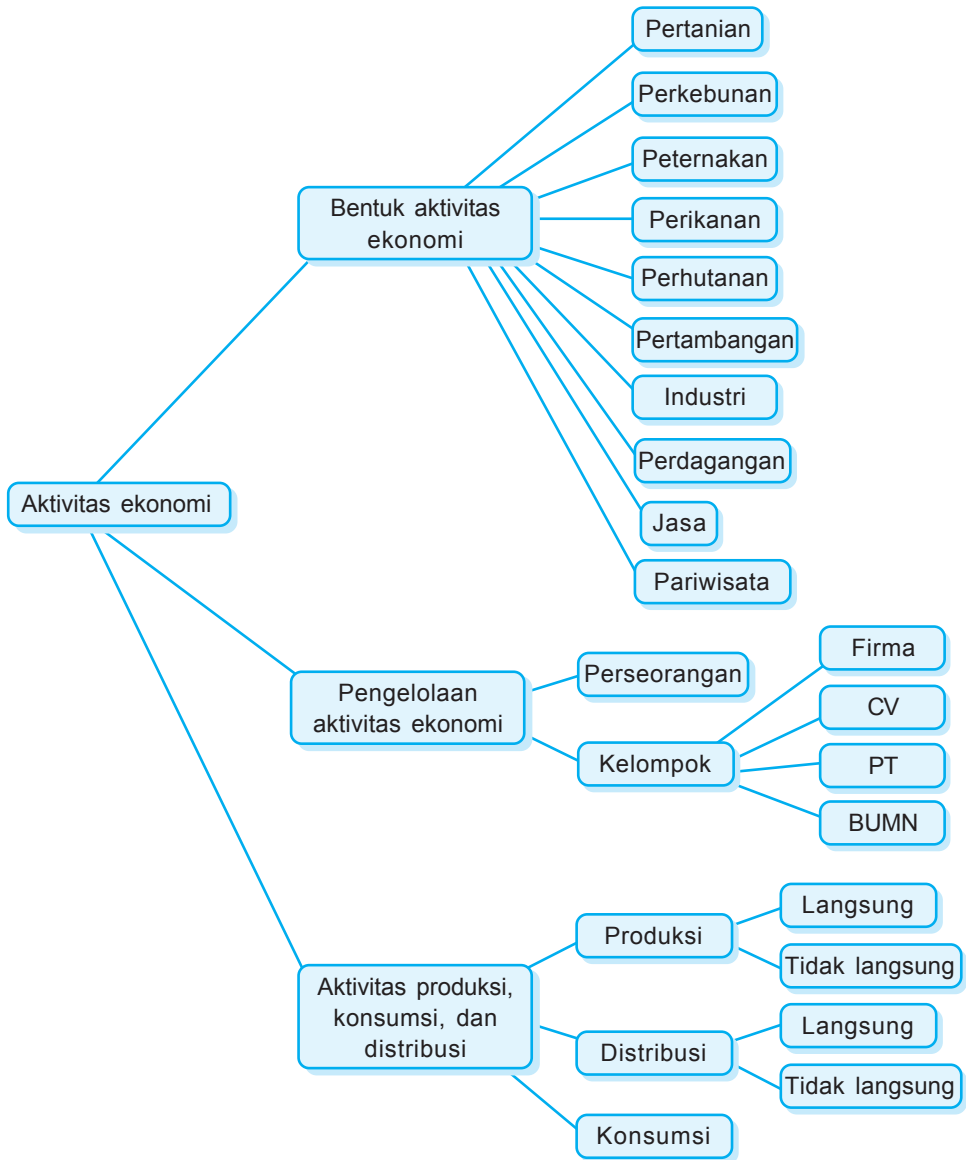 Pertanian
Perkebunan
Peternakan
Bentuk aktivitas
ekonomi
Perikanan
Perhutanan
Pertambangan
Industri
Perdagangan
Aktivitas ekonomi
Jasa
Pariwisata
Pengelolaan
aktivitas ekonomi
Perseorangan
Kelompok
Firma
CV
PT
BUMN
Aktivitas produksi,
konsumsi, dan
distribusi
Produksi
Langsung
Tidak langsung
Distribusi
Langsung
Tidak langsung
Konsumsi